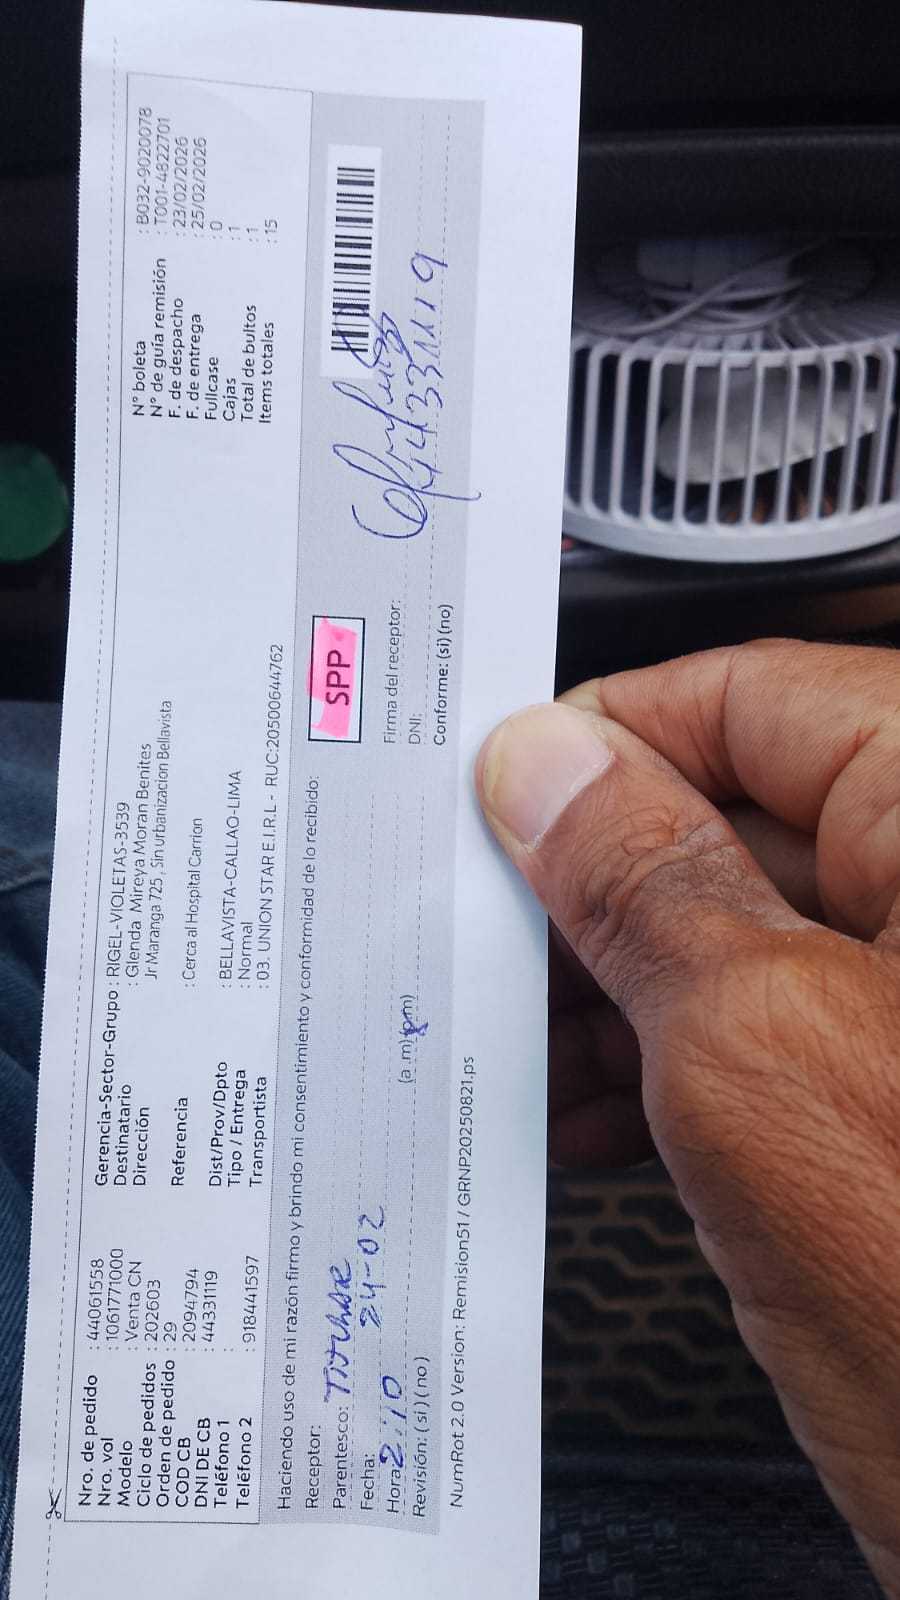 Nro. de pedido : 44061558
Nro. vol : 1061771000
Modelo : Venta CN
Ciclo de pedidos : 202603
Orden de pedido : 29
COD CB : 2094794
DNI DE CB : 44331119
Teléfono 1 :
Teléfono 2 : 918441597
Gerencia-Sector-Grupo : RIGEL-VIOLETAS-3539
Destinatario : Glenda Mireya Moran Benites
Dirección Jr Maranga 725 , Sin urbanizacion Bellavista
Referencia : Cerca al Hospital Carrion
Dist/Prov/Dpto : BELLAVISTA-CALLAO-LIMA
Tipo / Entrega : Normal
Transportista : 03. UNION STAR E.I.R.L - RUC:20500644762
N° boleta : B032-9020078
N° de guía remisión : T001-4822701
F. de despacho : 23/02/2026
F. de entrega : 25/02/2026
Fullcase : 0
Cajas : 1
Total de bultos : 1
Items totales : 15
Haciendo uso de mi razón firmo y brindo mi consentimiento y conformidad de lo recibido:
Receptor:
Parentesco: Titular
Fecha: 24-02
Hora: 2:10 (a.m)(pm)
Revisión: (si)(no)
SPP
Firma del receptor:
DNI: 44331119
Conforme: (si)(no)
NumRot 2.0 Version.: Remision51 / GRNP20250821.ps